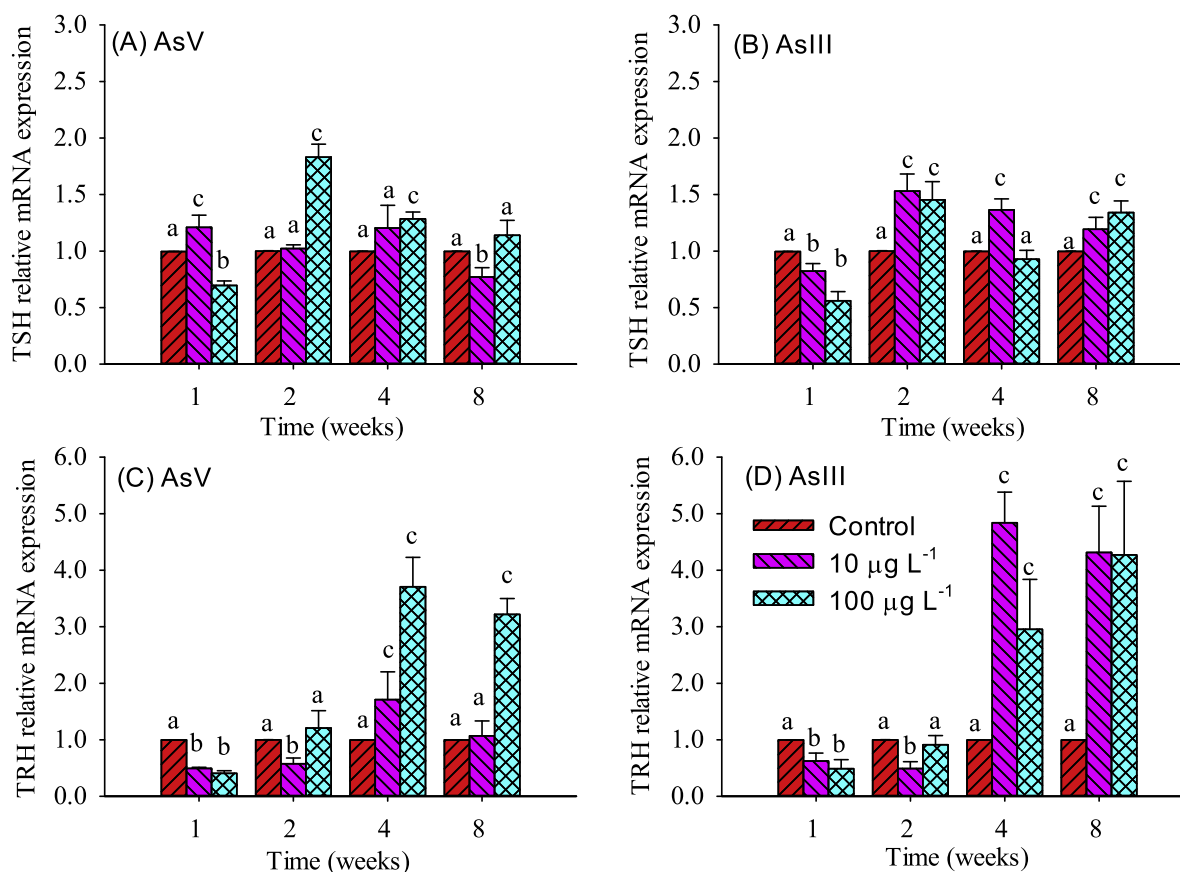 (A) AsV
TSH relative mRNA expression
3.0
2.5
2.0
1.5
1.0
0.5
0.0
a c b
a a c
a a c
a b a
1 2 4 8
Time (weeks)
(B) AsIII
TSH relative mRNA expression
3.0
2.5
2.0
1.5
1.0
0.5
0.0
a b b
a c c
a c a
a c c
1 2 4 8
Time (weeks)
(C) AsV
TRH relative mRNA expression
6.0
5.0
4.0
3.0
2.0
1.0
0.0
a b b
a b a
a c c
a a c
1 2 4 8
Time (weeks)
(D) AsIII
TRH relative mRNA expression
6.0
5.0
4.0
3.0
2.0
1.0
0.0
Control
10 μg L⁻¹
100 μg L⁻¹
a b b
a b a
a c c
a c c
1 2 4 8
Time (weeks)